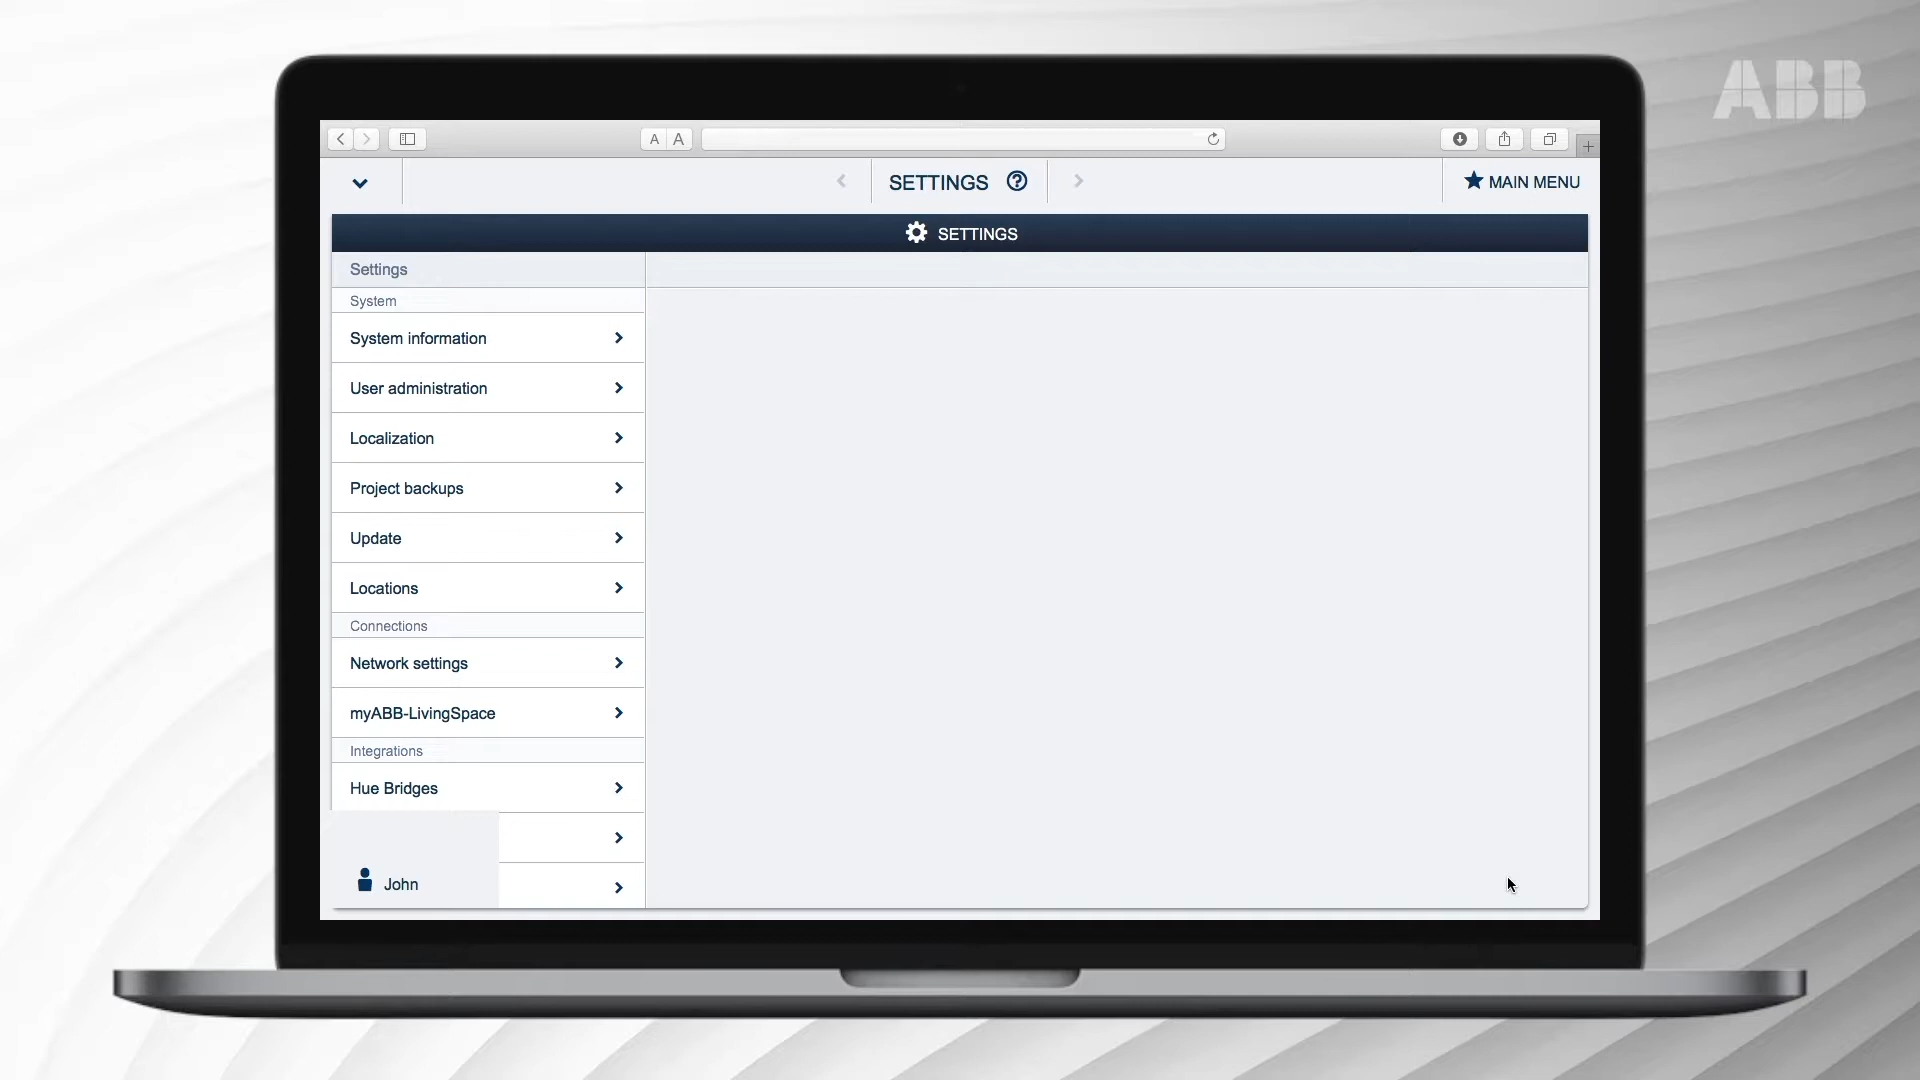 ABB
A A
SETTINGS
MAIN MENU
SETTINGS
Settings
System
System information
User administration
Localization
Project backups
Update
Locations
Connections
Network settings
myABB-LivingSpace
Integrations
Hue Bridges
John